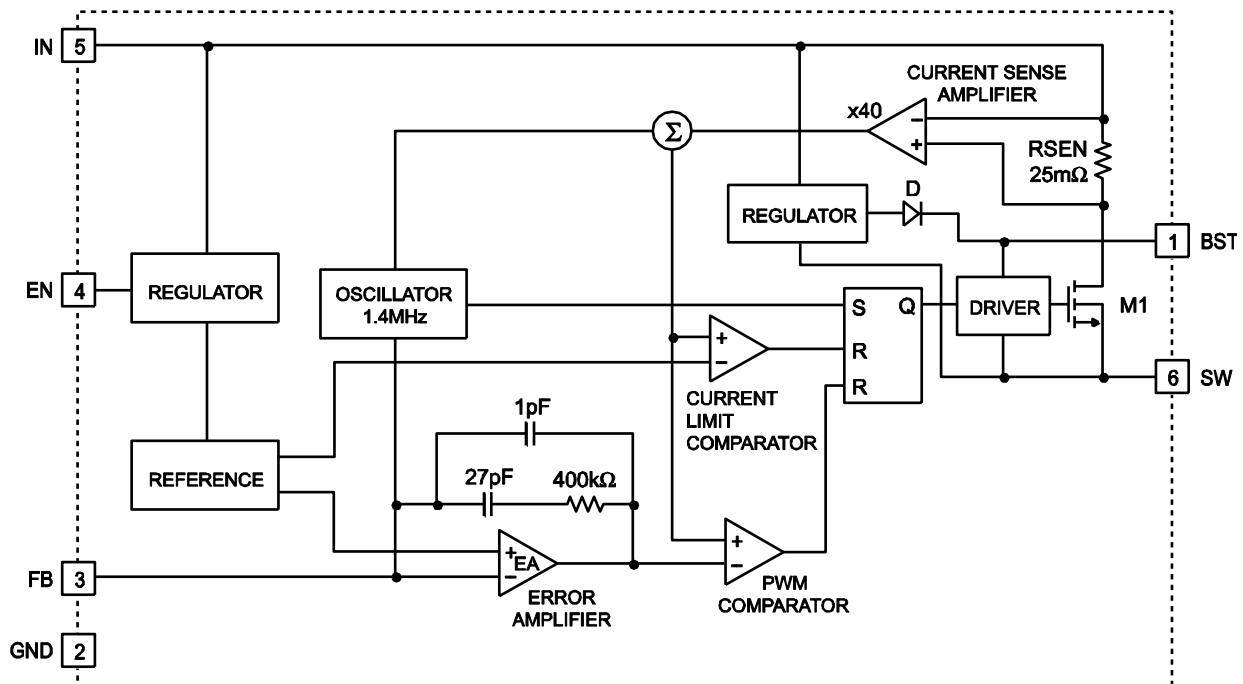 IN 5
CURRENT SENSE
AMPLIFIER
x40
Σ
−
+
RSEN
25mΩ
D
REGULATOR
1 BST
EN 4
REGULATOR
OSCILLATOR
1.4MHz
S Q
R
R
DRIVER
M1
+
−
6 SW
CURRENT
LIMIT
COMPARATOR
1pF
27pF
400kΩ
REFERENCE
+
EA
−
+
−
FB 3
ERROR
AMPLIFIER
PWM
COMPARATOR
GND 2